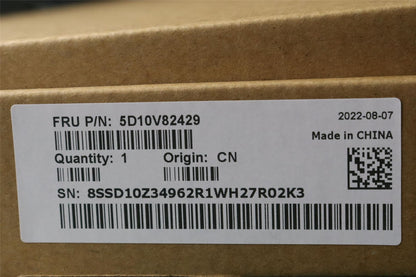 FRU P/N: 5D10V82429
2022-08-07
Made in CHINA
Quantity: 1 Origin: CN
SN: 8SSD10Z34962R1WH27R02K3